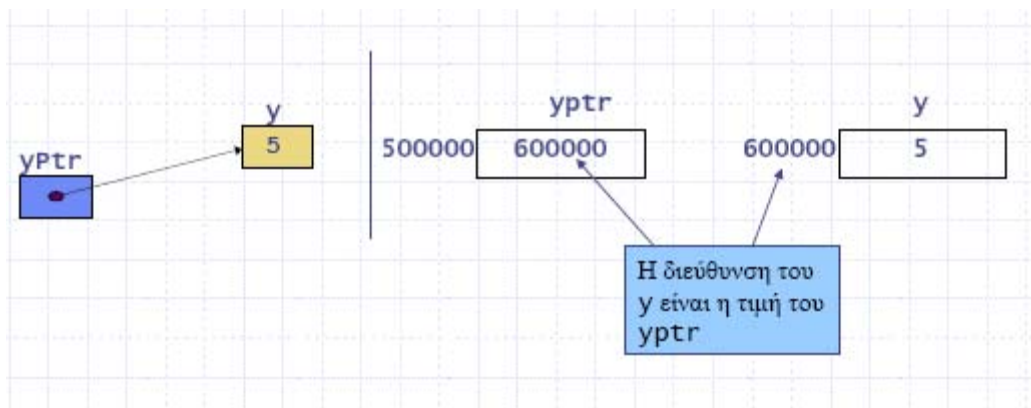 yPtr
y
5
yptr
500000
600000
y
600000
5
Η διεύθυνση του
y είναι η τιμή του
yptr